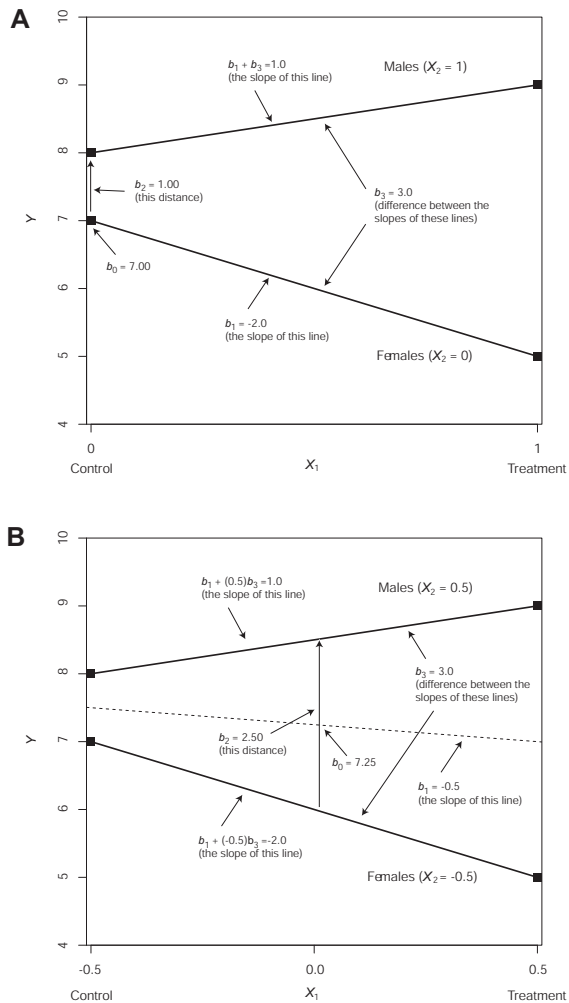 A
10
9
8
7
6
5
4
Y
b1 + b3 =1.0
(the slope of this line)
Males (X2 = 1)
b2 = 1.00
(this distance)
b3 = 3.0
(difference between the
slopes of these lines)
b0 = 7.00
b1 = -2.0
(the slope of this line)
Females (X2 = 0)
0
1
Control
X1
Treatment
B
10
9
8
7
6
5
4
Y
b1 + (0.5)b3 =1.0
(the slope of this line)
Males (X2 = 0.5)
b3 = 3.0
(difference between the
slopes of these lines)
b2 = 2.50
(this distance)
b0 = 7.25
b1 = -0.5
(the slope of this line)
b1 + (-0.5)b3 =-2.0
(the slope of this line)
Females (X2 = -0.5)
-0.5
0.0
0.5
Control
X1
Treatment